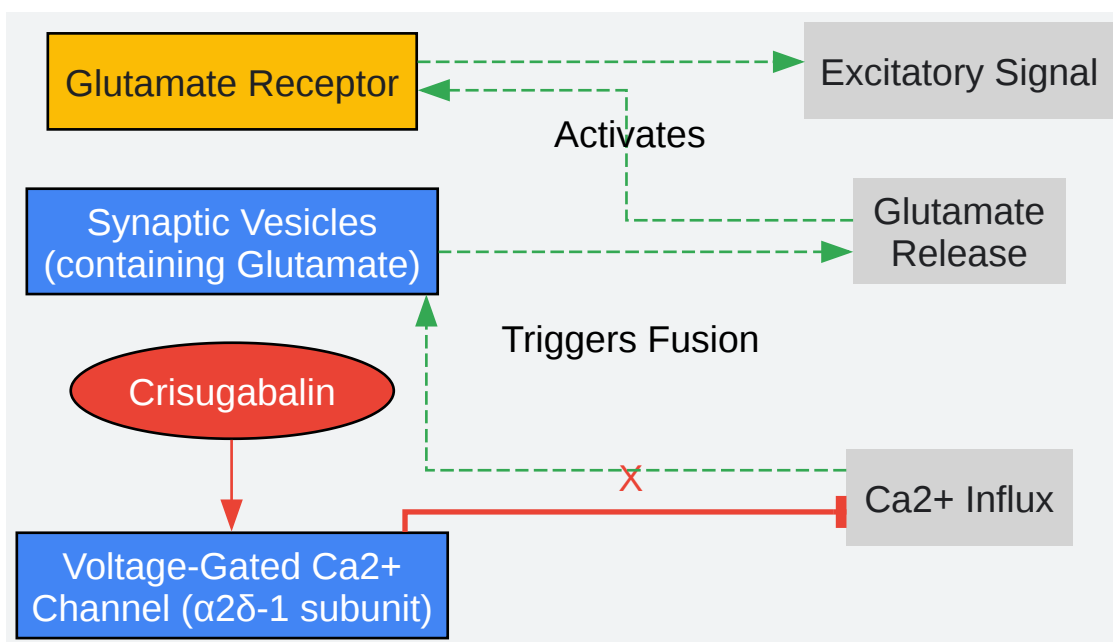 Glutamate Receptor
Excitatory Signal
Activates
Synaptic Vesicles
(containing Glutamate)
Glutamate
Release
Triggers Fusion
Crisugabalin
X
Ca2+ Influx
Voltage-Gated Ca2+
Channel (α2δ-1 subunit)